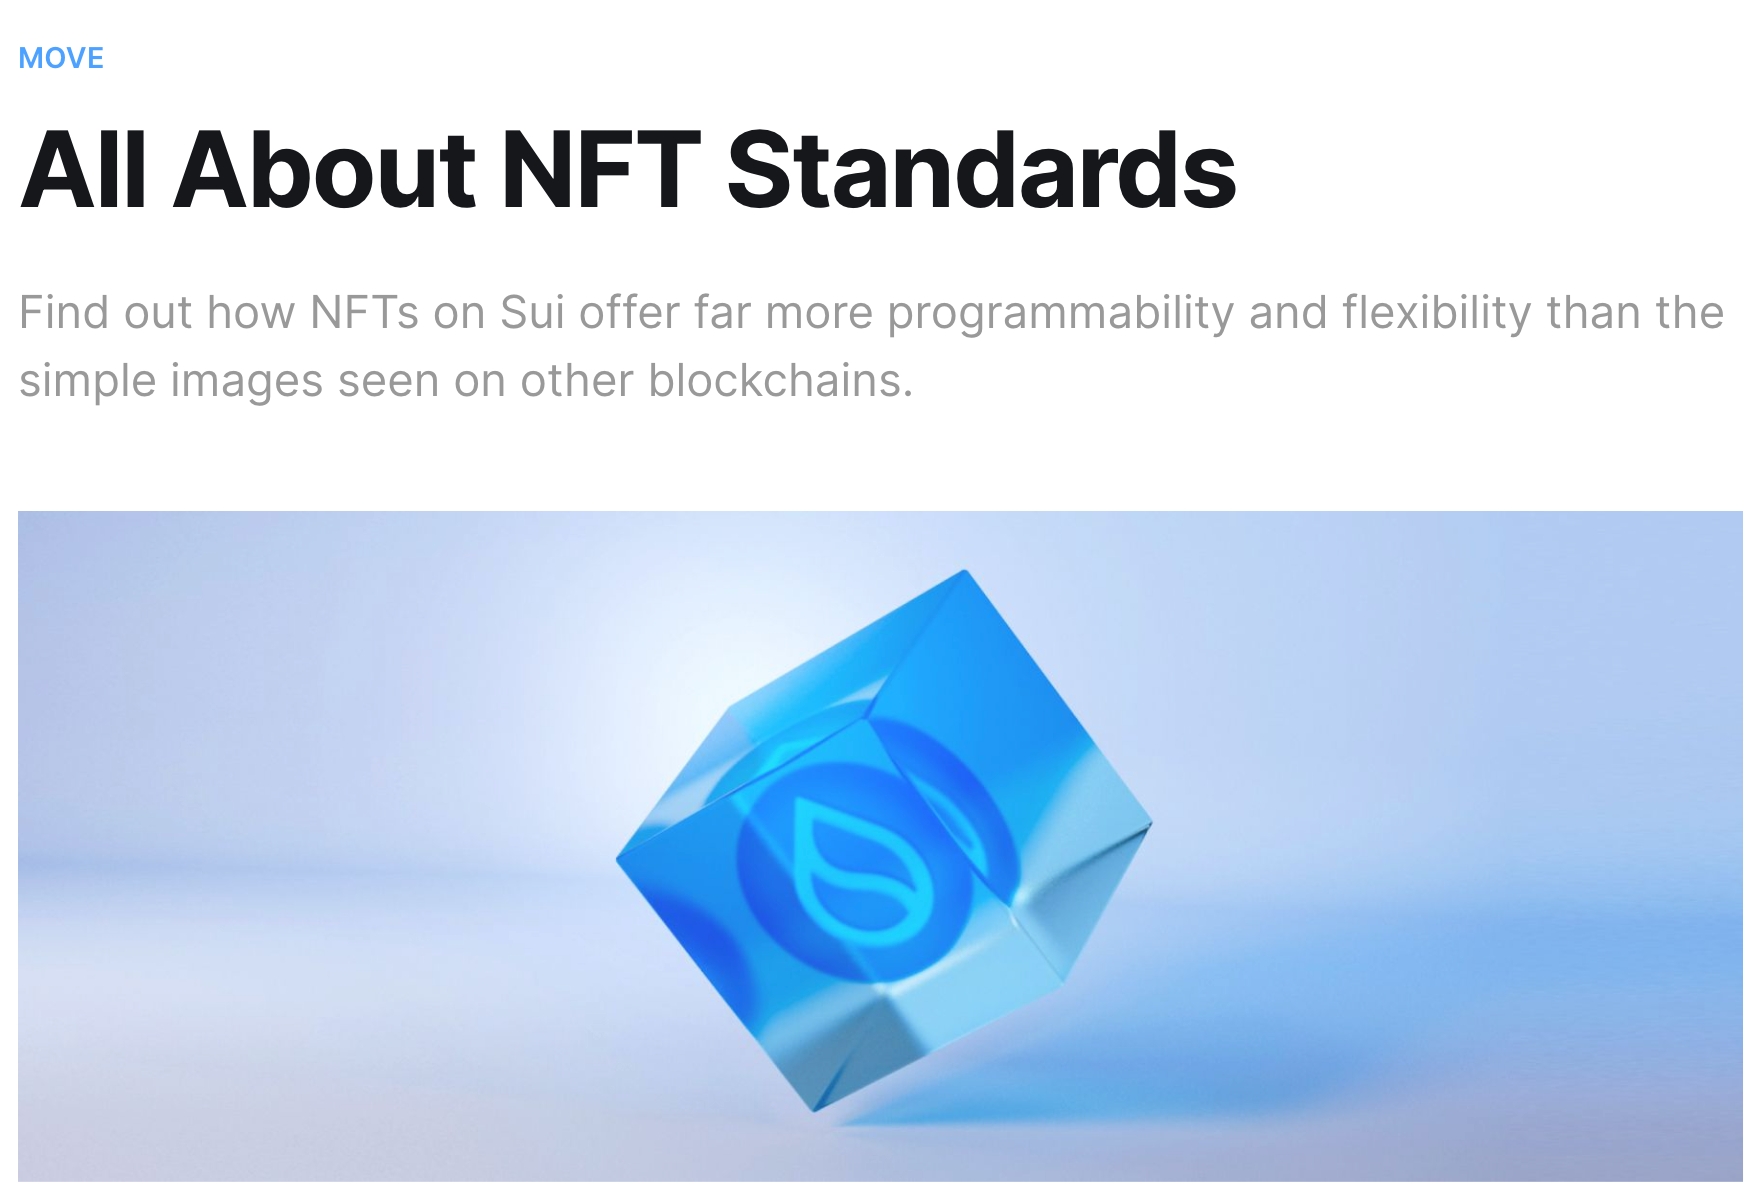 MOVE
All About NFT Standards
Find out how NFTs on Sui offer far more programmability and flexibility than the
simple images seen on other blockchains.